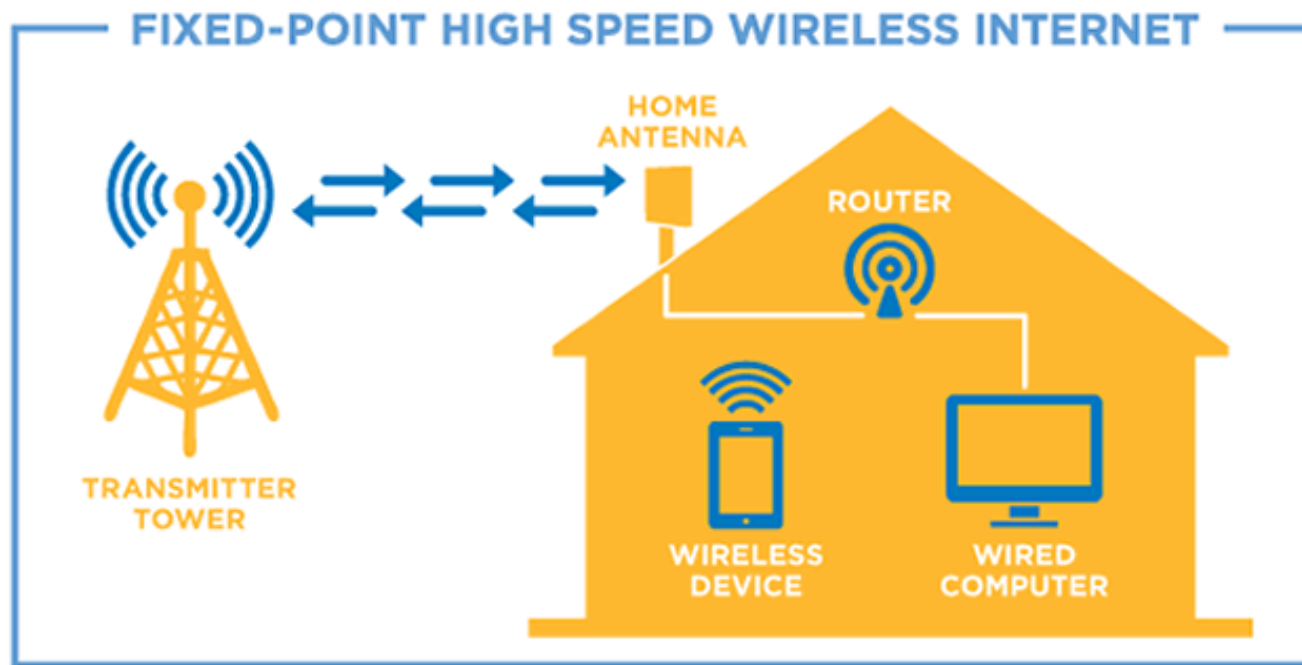 FIXED-POINT HIGH SPEED WIRELESS INTERNET
HOME
ANTENNA
ROUTER
TRANSMITTER
TOWER
WIRELESS
DEVICE
WIRED
COMPUTER